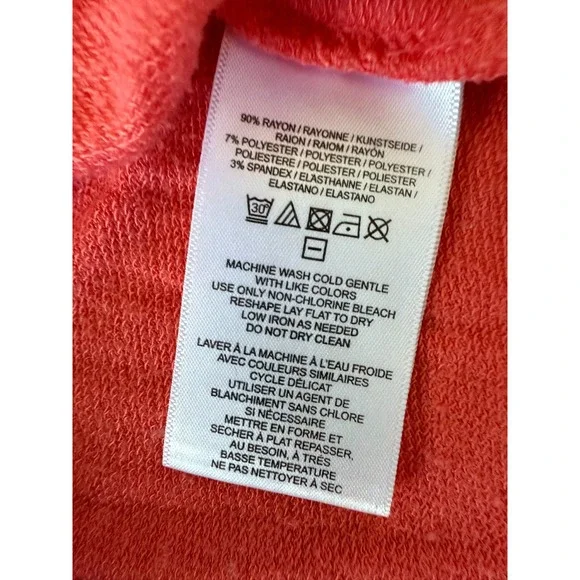 90% RAYON / RAYONNE / KUNSTSEIDE /
RAION / RAIOM / RAYÓN
7% POLYESTER / POLYESTER / POLYESTER /
POLIESTERE / POLIESTER / POLIESTER
3% SPANDEX / ELASTHANNE / ELASTAN /
ELASTANO / ELASTANO
30°
MACHINE WASH COLD GENTLE
WITH LIKE COLORS
USE ONLY NON-CHLORINE BLEACH
RESHAPE LAY FLAT TO DRY
LOW IRON AS NEEDED
DO NOT DRY CLEAN
LAVER À LA MACHINE À L'EAU FROIDE
AVEC COULEURS SIMILAIRES
CYCLE DÉLICAT
UTILISER UN AGENT DE
BLANCHIMENT SANS CHLORE
SI NÉCESSAIRE
METTRE EN FORME ET
SÉCHER À PLAT REPASSER,
AU BESOIN, À TRÈS
BASSE TEMPÉRATURE
NE PAS NETTOYER À SEC